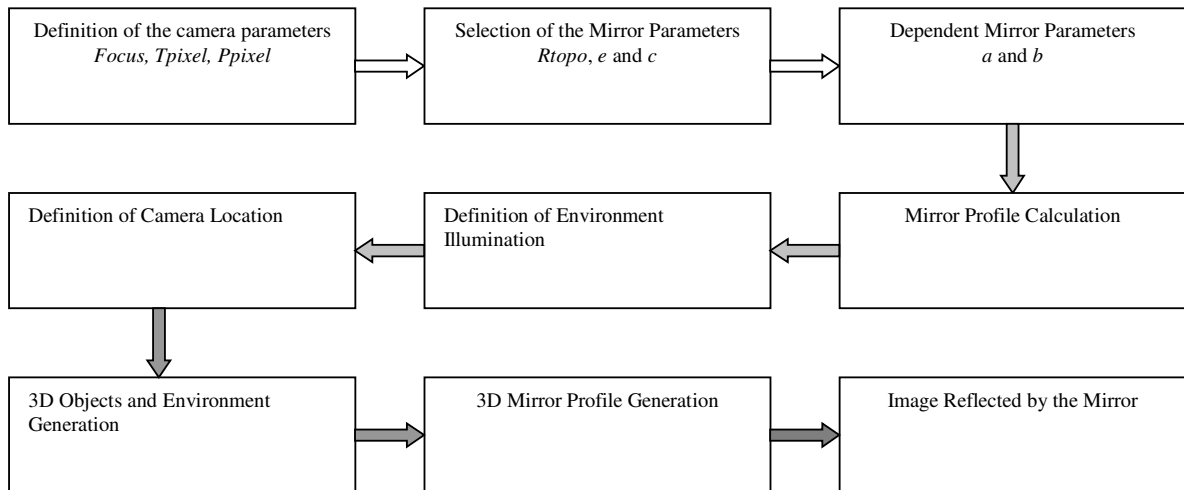 Definition of the camera parameters
Focus, Tpixel, Ppixel
Selection of the Mirror Parameters
Rtopo, e and c
Dependent Mirror Parameters
a and b
Definition of Camera Location
Definition of Environment
Illumination
Mirror Profile Calculation
3D Objects and Environment
Generation
3D Mirror Profile Generation
Image Reflected by the Mirror